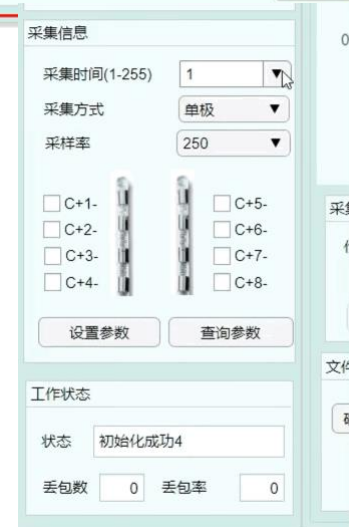 采集信息
采集时间(1-255) 1
采集方式 单极
采样率 250
C+1- C+5-
C+2- C+6-
C+3- C+7-
C+4- C+8-
设置参数 查询参数
工作状态
状态 初始化成功4
丢包数 0 丢包率 0
0
文件